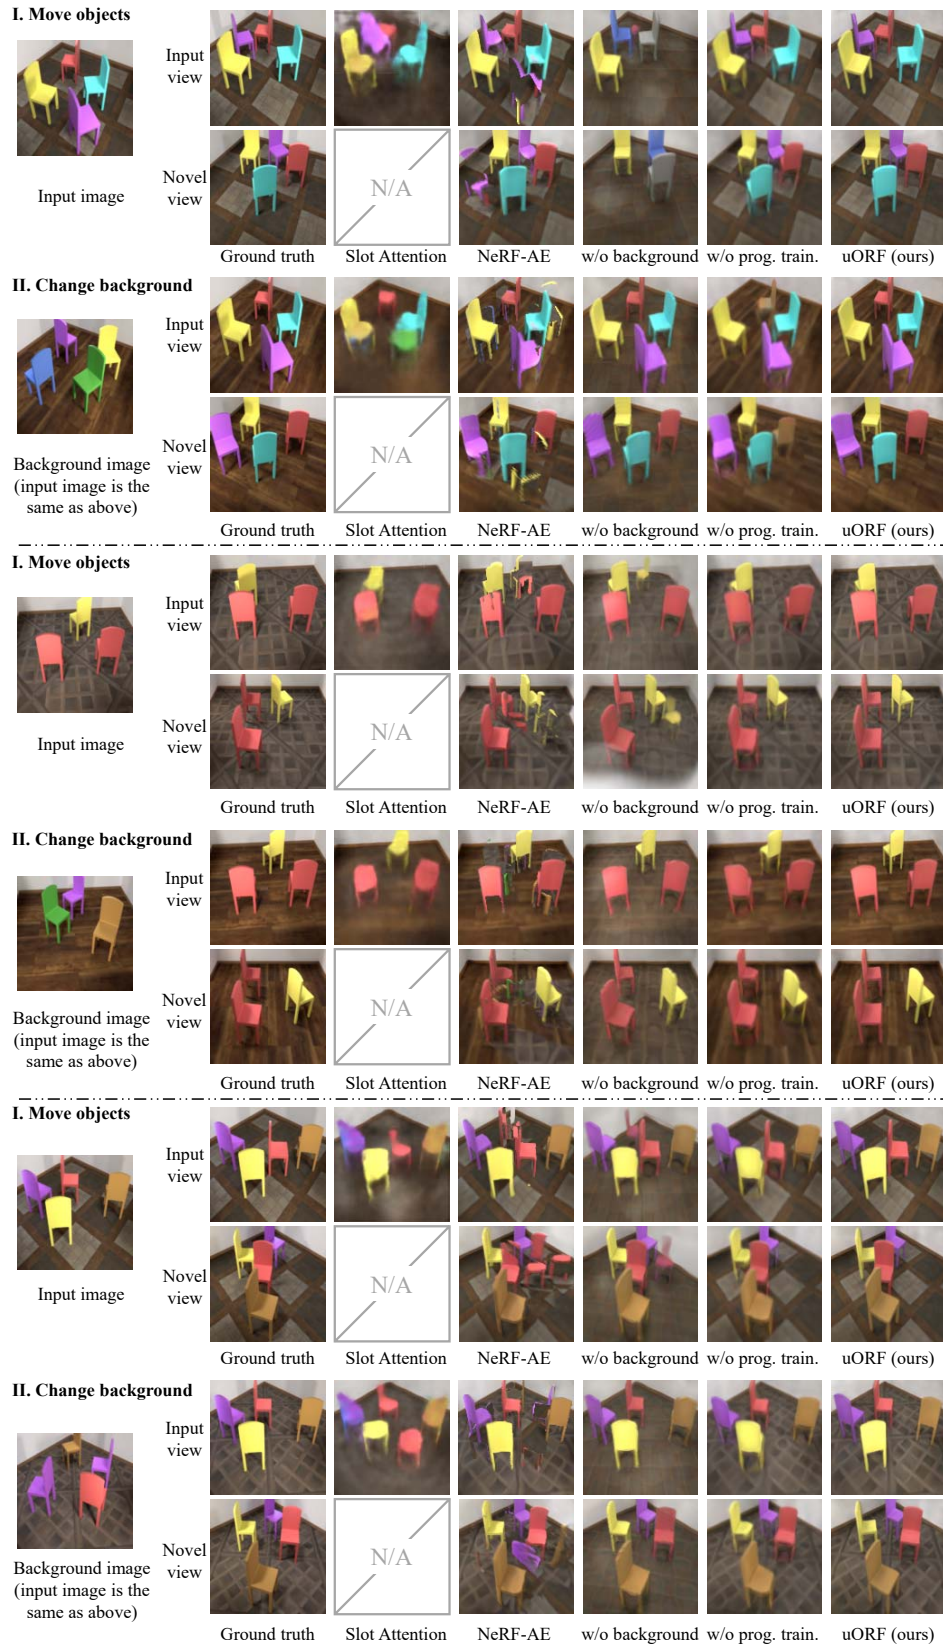 I. Move objects
Input view
Input image
Novel view
N/A
Ground truth Slot Attention NeRF-AE w/o background w/o prog. train. uORF (ours)
II. Change background
Input view
Background image
(input image is the
same as above)
Novel view
N/A
Ground truth Slot Attention NeRF-AE w/o background w/o prog. train. uORF (ours)
I. Move objects
Input view
Input image
Novel view
N/A
Ground truth Slot Attention NeRF-AE w/o background w/o prog. train. uORF (ours)
II. Change background
Input view
Background image
(input image is the
same as above)
Novel view
N/A
Ground truth Slot Attention NeRF-AE w/o background w/o prog. train. uORF (ours)
I. Move objects
Input view
Input image
Novel view
N/A
Ground truth Slot Attention NeRF-AE w/o background w/o prog. train. uORF (ours)
II. Change background
Input view
Background image
(input image is the
same as above)
Novel view
N/A
Ground truth Slot Attention NeRF-AE w/o background w/o prog. train. uORF (ours)